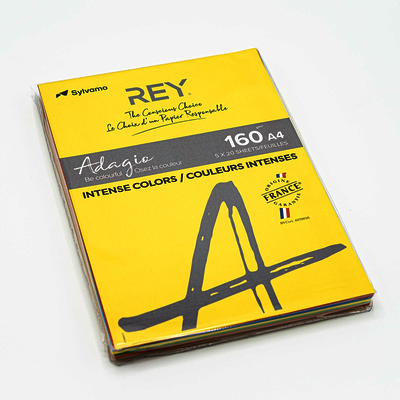 Sylvamo
REY
The Conscious Choice
Le Choix d'un Papier Responsable
Adagio
Be colourful Osez la couleur
160 A4
5 X 20 SHEETS/FEUILLES
INTENSE COLORS / COULEURS INTENSES
ORIGINE
FRANCE
GARANTIE
A